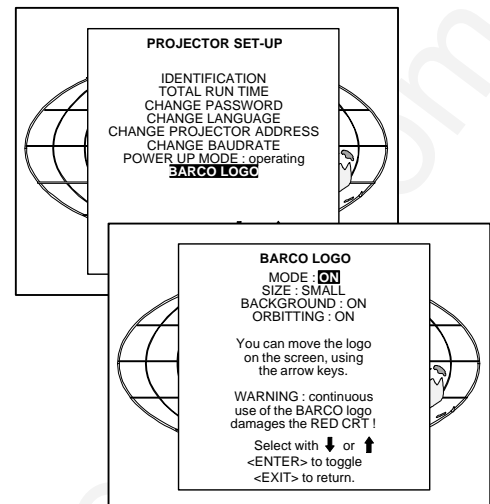 PROJECTOR SET-UP
IDENTIFICATION
TOTAL RUN TIME
CHANGE PASSWORD
CHANGE LANGUAGE
CHANGE PROJECTOR ADDRESS
CHANGE BAUDRATE
POWER UP MODE : operating
BARCO LOGO
BARCO LOGO
MODE : ON
SIZE : SMALL
BACKGROUND : ON
ORBITTING : ON
You can move the logo
on the screen, using
the arrow keys.
WARNING : continuous
use of the BARCO logo
damages the RED CRT !
Select with ⬇ or ⬆
<ENTER> to toggle
<EXIT> to return.